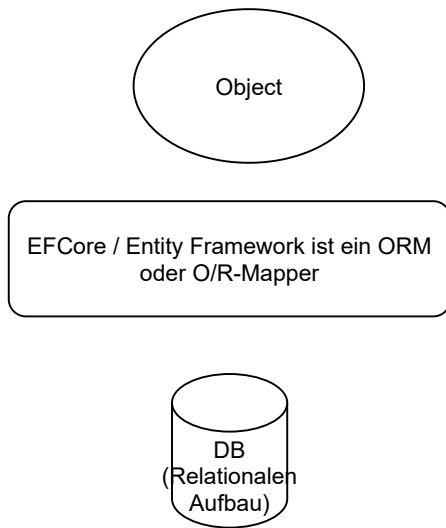 Object
EFCore / Entity Framework ist ein ORM
oder O/R-Mapper
DB
(Relationalen
Aufbau)